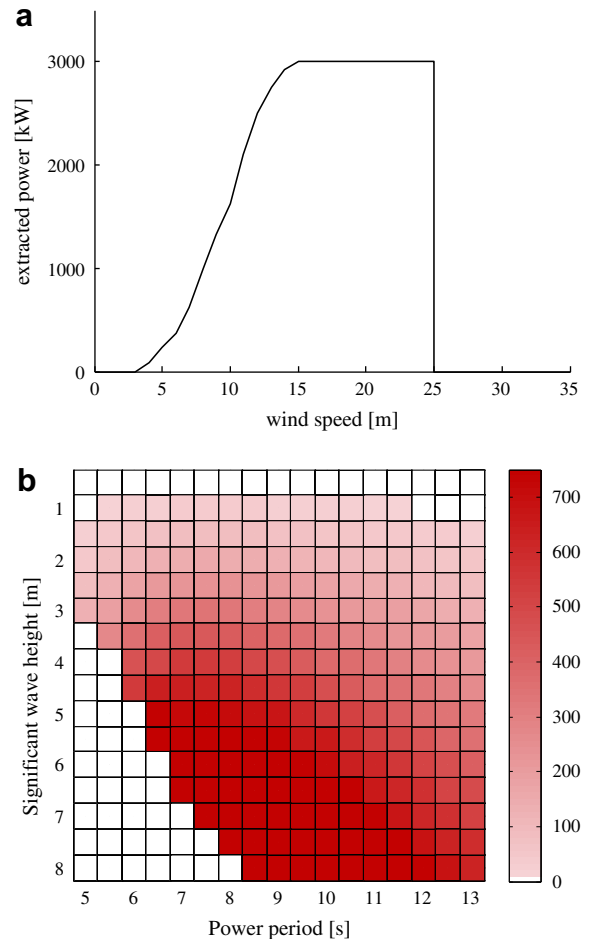 a
3000
2000
1000
0
extracted power [kW]
0 5 10 15 20 25 30 35
wind speed [m]
b
1
2
3
4
5
6
7
8
Significant wave height [m]
5 6 7 8 9 10 11 12 13
Power period [s]
700
600
500
400
300
200
100
0